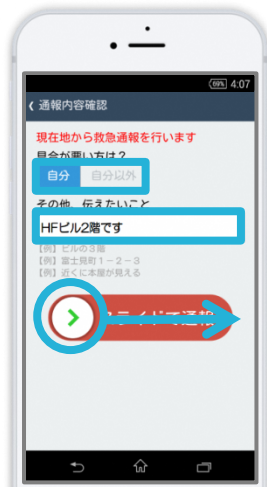 69% 4:07
通報内容確認
現在地から救急通報を行います
具合が悪い方は？
自分 自分以外
その他、伝えたいこと
HFビル2階です
【例】ビルの3階
【例】富士見町1-2-3
【例】近くに本屋が見える
スライドで通報